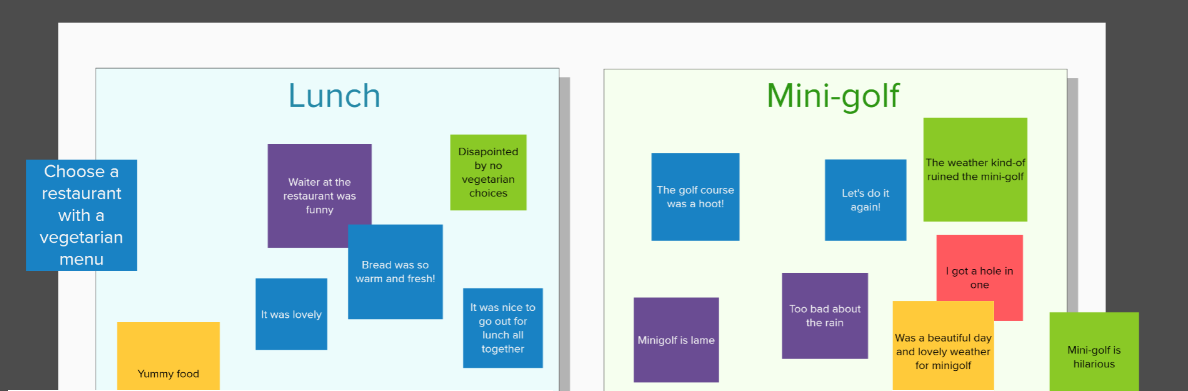 Lunch
Choose a
restaurant
with a
vegetarian
menu
Waiter at the
restaurant was
funny
Disapointed
by no
vegetarian
choices
Bread was so
warm and fresh!
It was lovely
It was nice to
go out for
lunch all
together
Yummy food
Mini-golf
The golf course
was a hoot!
Let's do it
again!
The weather kind-of
ruined the mini-golf
I got a hole in
one
Too bad about
the rain
Minigolf is lame
Was a beautiful day
and lovely weather
for minigolf
Mini-golf is
hilarious